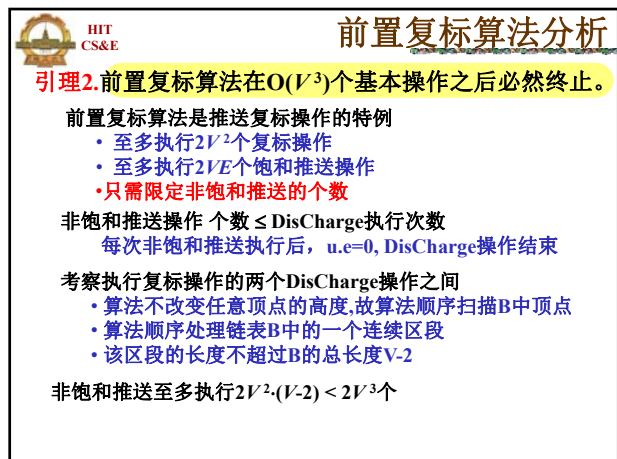 HIT
CS&E
前置复标算法分析
引理2.前置复标算法在O(V³)个基本操作之后必然终止。
前置复标算法是推送复标操作的特例
• 至多执行2V²个复标操作
• 至多执行2VE个饱和推送操作
•只需限定非饱和推送的个数
非饱和推送操作 个数 ≤ DisCharge执行次数
每次非饱和推送执行后，u.e=0, DisCharge操作结束
考察执行复标操作的两个DisCharge操作之间
• 算法不改变任意顶点的高度,故算法顺序扫描B中顶点
• 算法顺序处理链表B中的一个连续区段
• 该区段的长度不超过B的总长度V-2
非饱和推送至多执行2V²·(V-2) < 2V³个